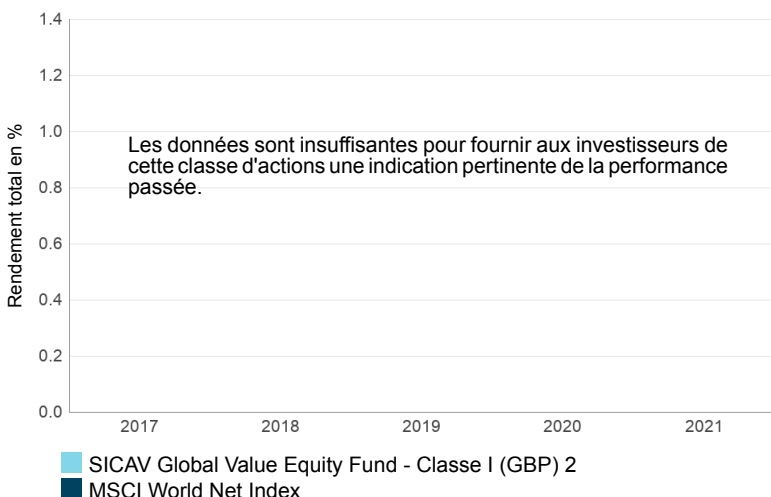 1.4
1.2
1.0
0.8
0.6
0.4
0.2
0.0
Rendement total en %
Les données sont insuffisantes pour fournir aux investisseurs de
cette classe d'actions une indication pertinente de la performance
passée.
2017 2018 2019 2020 2021
SICAV Global Value Equity Fund - Classe I (GBP) 2
MSCI World Net Index